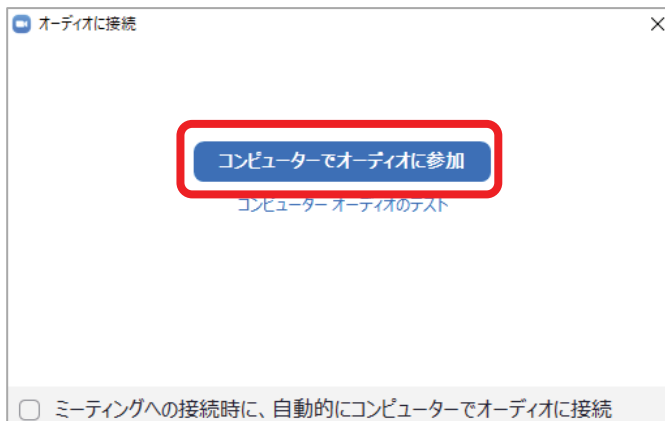 オーディオに接続
コンピューターでオーディオに参加
コンピューター オーディオのテスト
ミーティングへの接続時に、自動的にコンピューターでオーディオに接続